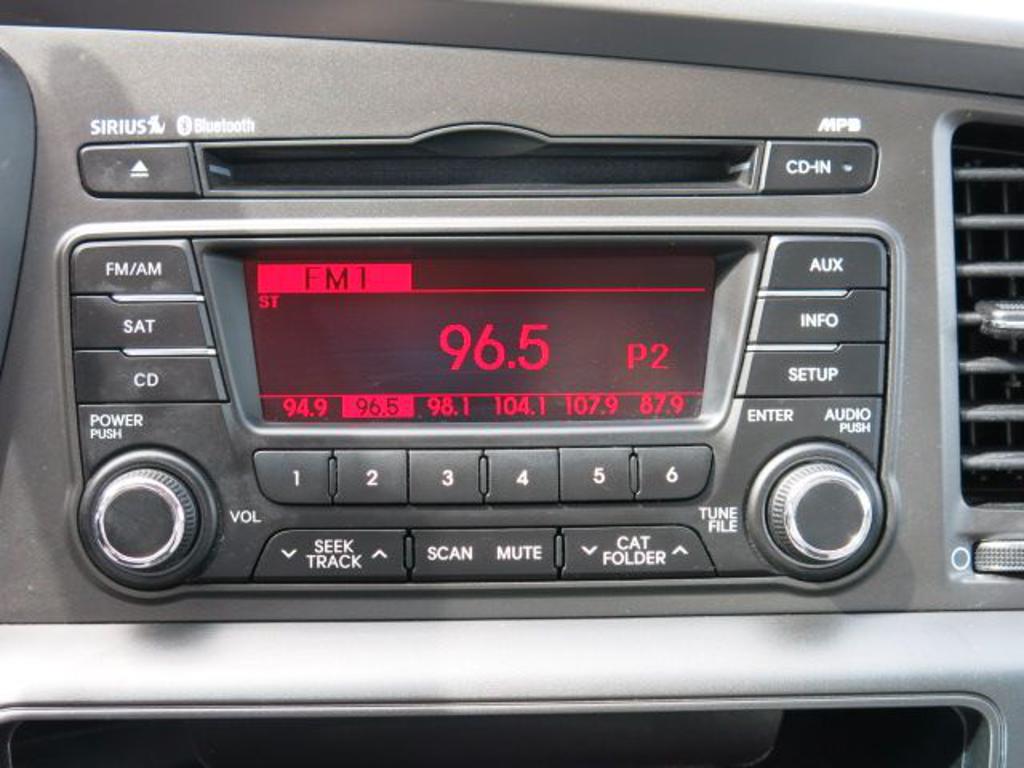 SIRIUS Bluetooth MP3
CD-IN
FM/AM FM1 AUX
ST
SAT 96.5 P2 INFO
CD SETUP
94.9 96.5 98.1 104.1 107.9 87.9
POWER PUSH ENTER AUDIO PUSH
1 2 3 4 5 6
VOL TUNE FILE
SEEK TRACK SCAN MUTE CAT FOLDER